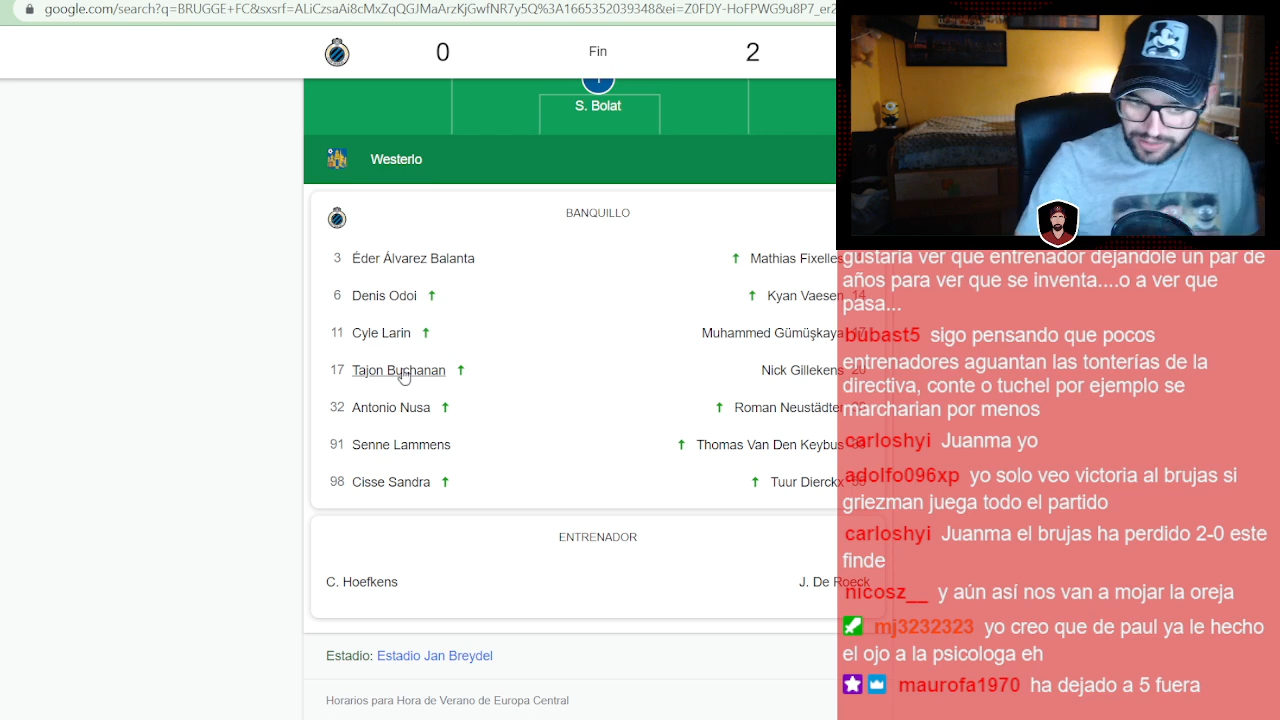 google.com/search?q=BRUGGE+FC&sxsrf=ALiCzsAi8cMxZqQGJMaArzKjGwfNR7y5Q%3A1665352039348&ei=Z0FDY-HoFPWG9u8P7_er2
0 Fin 2
S. Bolat
Westerlo
BANQUILLO
3 Éder Álvarez Balanta Mathias Fixelles
6 Denis Odoi Kyan Vaesen 14
11 Cyle Larin Muhammed Gümüşkaya 17
17 Tajon Buchanan Nick Gillekens 20
32 Antonio Nusa Roman Neustädter
91 Senne Lammens Thomas Van Den Keybus
98 Cisse Sandra Tuur Dierckx
ENTRENADOR
C. Hoefkens J. De Roeck
Estadio: Estadio Jan Breydel
Horarios para Hora de Verano de Europa Central
gustaria ver que entrenador dejandole un par de
años para ver que se inventa....o a ver que
pasa...
bubast5 sigo pensando que pocos
entrenadores aguantan las tonterías de la
directiva, conte o tuchel por ejemplo se
marcharian por menos
carloshyi Juanma yo
adolfo096xp yo solo veo victoria al brujas si
griezman juega todo el partido
carloshyi Juanma el brujas ha perdido 2-0 este
finde
nicosz__ y aún así nos van a mojar la oreja
mj3232323 yo creo que de paul ya le hecho
el ojo a la psicologa eh
maurofa1970 ha dejado a 5 fuera